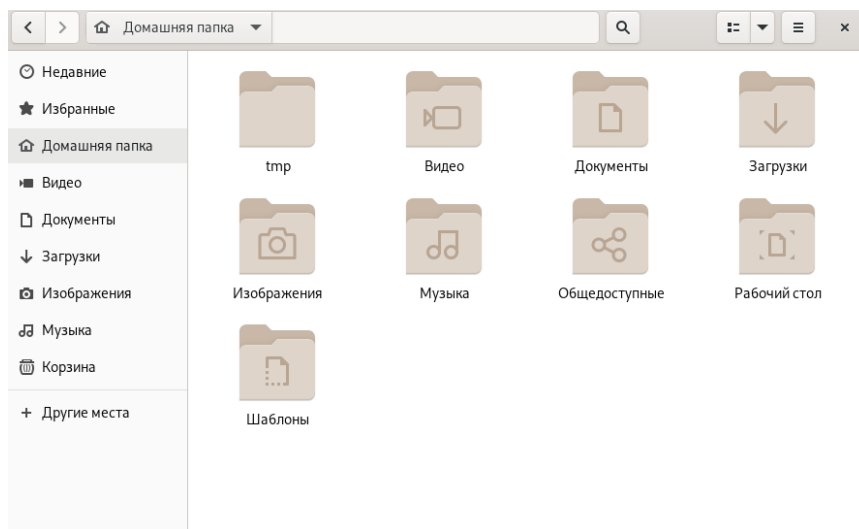 Домашняя папка
Недавние
Избранные
Домашняя папка
Видео
Документы
Загрузки
Изображения
Музыка
Корзина
Другие места
tmp
Видео
Документы
Загрузки
Изображения
Музыка
Общедоступные
Рабочий стол
Шаблоны